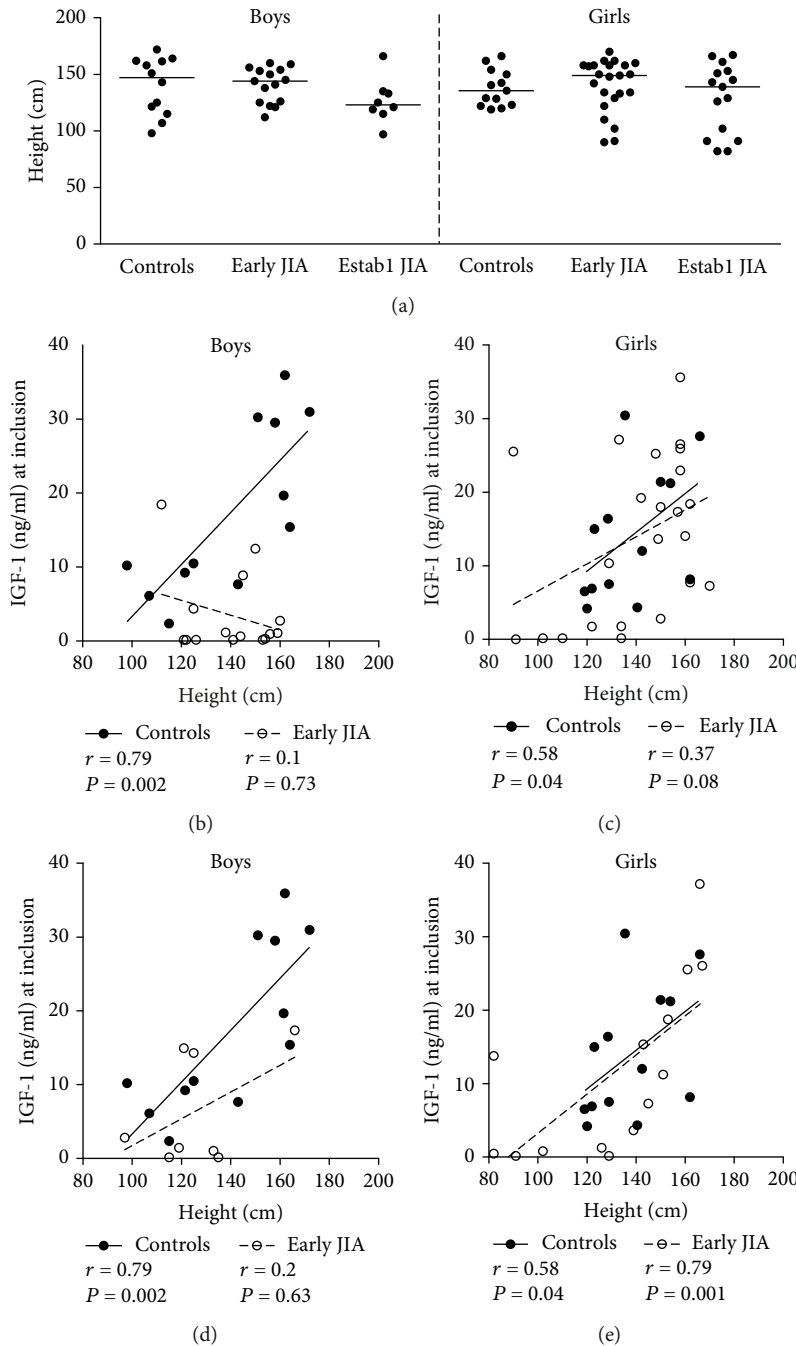 Boys Girls
200
150
100
50
0
Height (cm)
Controls Early JIA Estab1 JIA Controls Early JIA Estab1 JIA
(a)
Boys
40
30
20
10
0
IGF-1 (ng/ml) at inclusion
80 100 120 140 160 180 200
Height (cm)
Controls Early JIA
r = 0.79 r = 0.1
P = 0.002 P = 0.73
(b)
Girls
40
30
20
10
0
IGF-1 (ng/ml) at inclusion
80 100 120 140 160 180 200
Height (cm)
Controls Early JIA
r = 0.58 r = 0.37
P = 0.04 P = 0.08
(c)
Boys
40
30
20
10
0
IGF-1 (ng/ml) at inclusion
80 100 120 140 160 180 200
Height (cm)
Controls Early JIA
r = 0.79 r = 0.2
P = 0.002 P = 0.63
(d)
Girls
40
30
20
10
0
IGF-1 (ng/ml) at inclusion
80 100 120 140 160 180 200
Height (cm)
Controls Early JIA
r = 0.58 r = 0.79
P = 0.04 P = 0.001
(e)